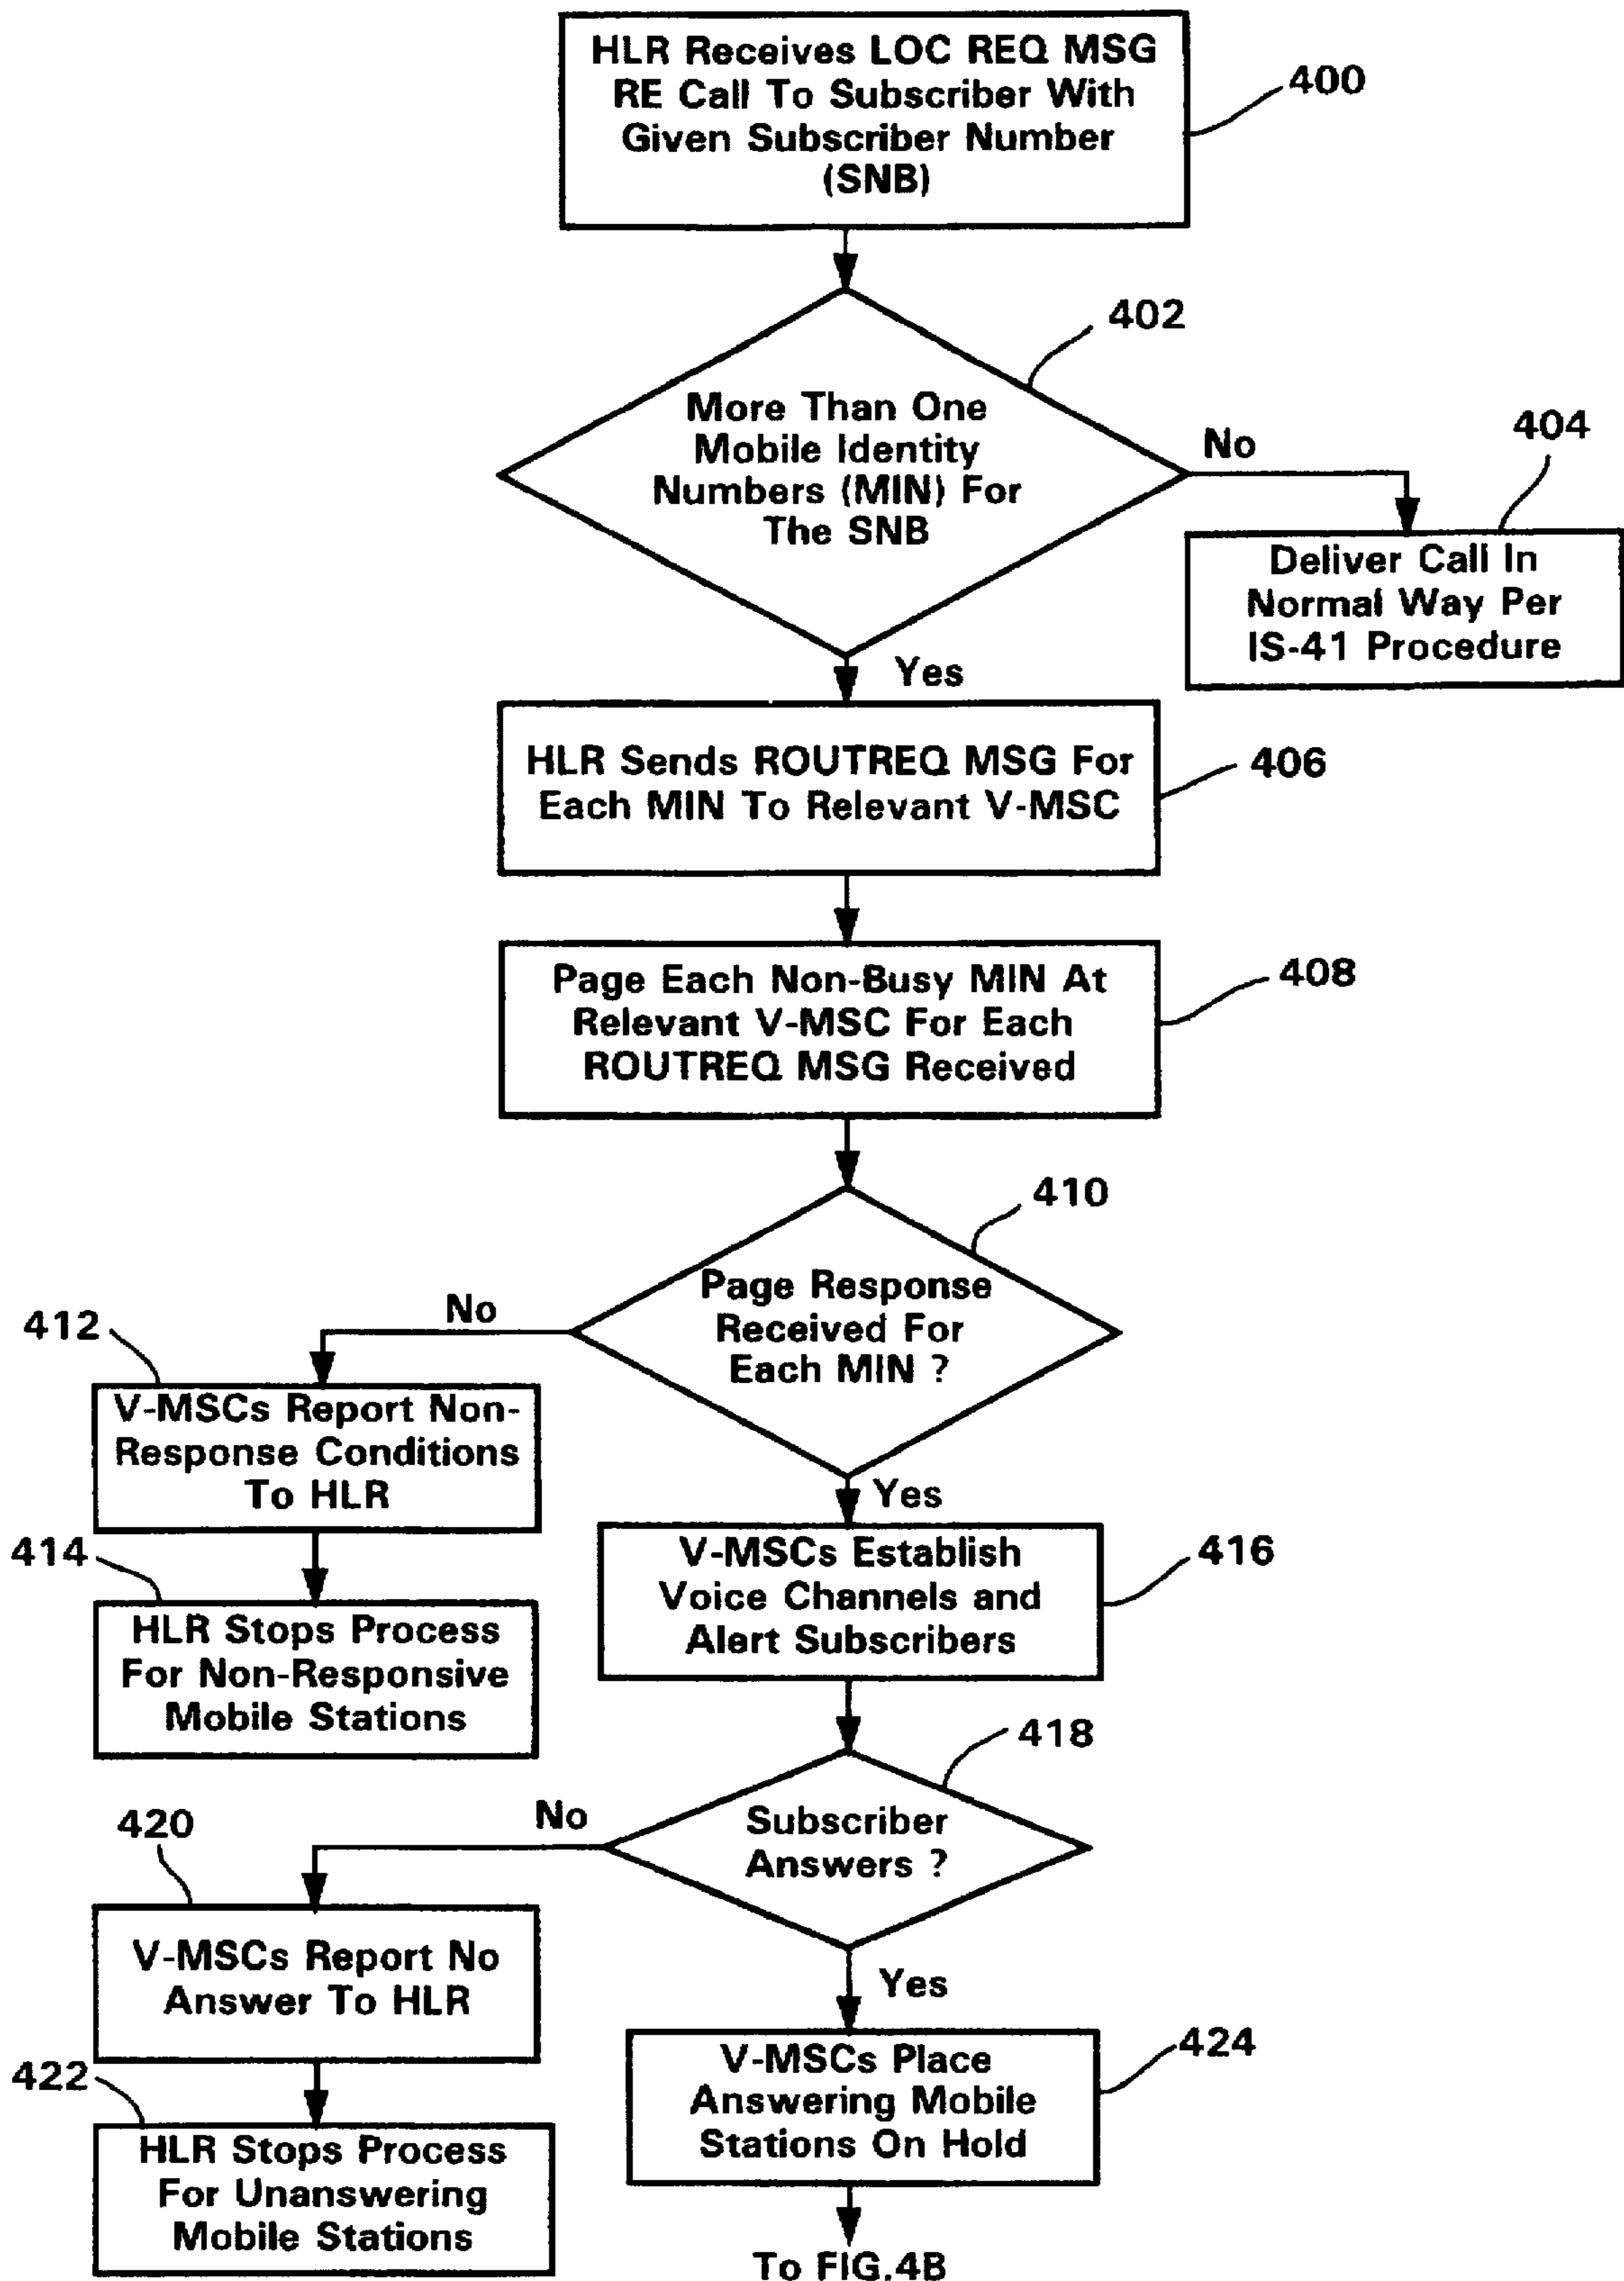 HLR Receives LOC REQ MSG
RE Call To Subscriber With
Given Subscriber Number
(SNB)
400
402
More Than One
Mobile Identity
Numbers (MIN) For
The SNB
No
404
Deliver Call In
Normal Way Per
IS-41 Procedure
Yes
HLR Sends ROUTREQ MSG For
Each MIN To Relevant V-MSC
406
Page Each Non-Busy MIN At
Relevant V-MSC For Each
ROUTREQ MSG Received
408
410
Page Response
Received For
Each MIN ?
No
412
V-MSCs Report Non-
Response Conditions
To HLR
414
HLR Stops Process
For Non-Responsive
Mobile Stations
Yes
V-MSCs Establish
Voice Channels and
Alert Subscribers
416
418
Subscriber
Answers ?
No
420
V-MSCs Report No
Answer To HLR
422
HLR Stops Process
For Unanswering
Mobile Stations
Yes
V-MSCs Place
Answering Mobile
Stations On Hold
424
To FIG.4B